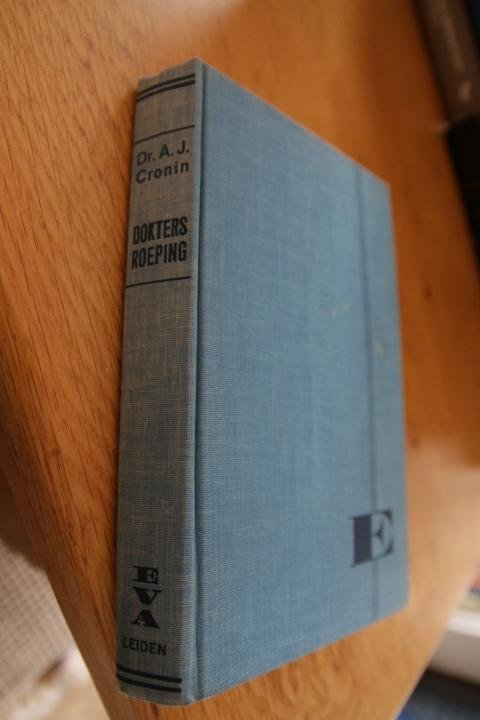 Dr. A. J.
Cronin
DOKTERS
ROEPING
E
V
A
LEIDEN
E